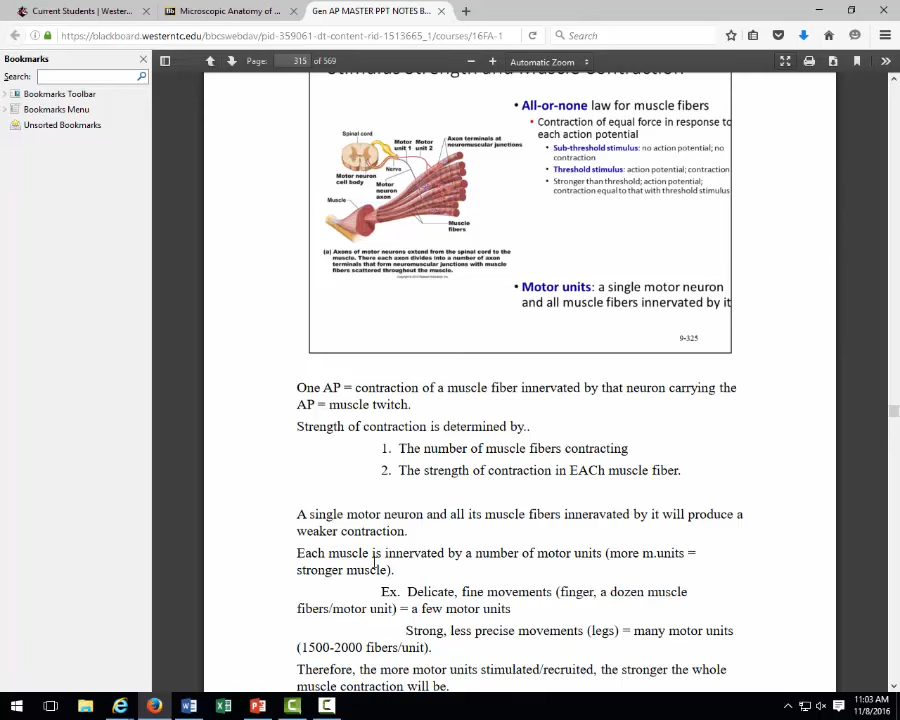 Current Students | Wester...
Microscopic Anatomy of ...
Gen AP MASTER PPT NOTES B...
https://blackboard.westerntc.edu/bbcswebdav/pid-359061-dt-content-rid-1513665_1/courses/16FA-1
Search
Bookmarks
Page: 315 of 569
Automatic Zoom
Search:
Bookmarks Toolbar
Bookmarks Menu
Unsorted Bookmarks
Stimulus Strength and Muscle Contraction
• All-or-none law for muscle fibers
• Contraction of equal force in response to
each action potential
• Sub-threshold stimulus: no action potential; no
contraction
• Threshold stimulus: action potential; contraction
• Stronger than threshold; action potential;
contraction equal to that with threshold stimulus
Spinal cord
Motor
unit 1
Motor
unit 2
Axon terminals at
neuromuscular junctions
Nerve
Motor neuron
cell body
Motor
neuron
axon
Muscle
Muscle
fibers
(a) Axons of motor neurons extend from the spinal cord to the
muscle. There each axon divides into a number of axon
terminals that form neuromuscular junctions with muscle
fibers scattered throughout the muscle.
• Motor units: a single motor neuron
and all muscle fibers innervated by it
9-325
One AP = contraction of a muscle fiber innervated by that neuron carrying the
AP = muscle twitch.
Strength of contraction is determined by..
1. The number of muscle fibers contracting
2. The strength of contraction in EACh muscle fiber.
A single motor neuron and all its muscle fibers inneravated by it will produce a
weaker contraction.
Each muscle is innervated by a number of motor units (more m.units =
stronger muscle).
Ex. Delicate, fine movements (finger, a dozen muscle
fibers/motor unit) = a few motor units
Strong, less precise movements (legs) = many motor units
(1500-2000 fibers/unit).
Therefore, the more motor units stimulated/recruited, the stronger the whole
muscle contraction will be.
11:03 AM
11/8/2016